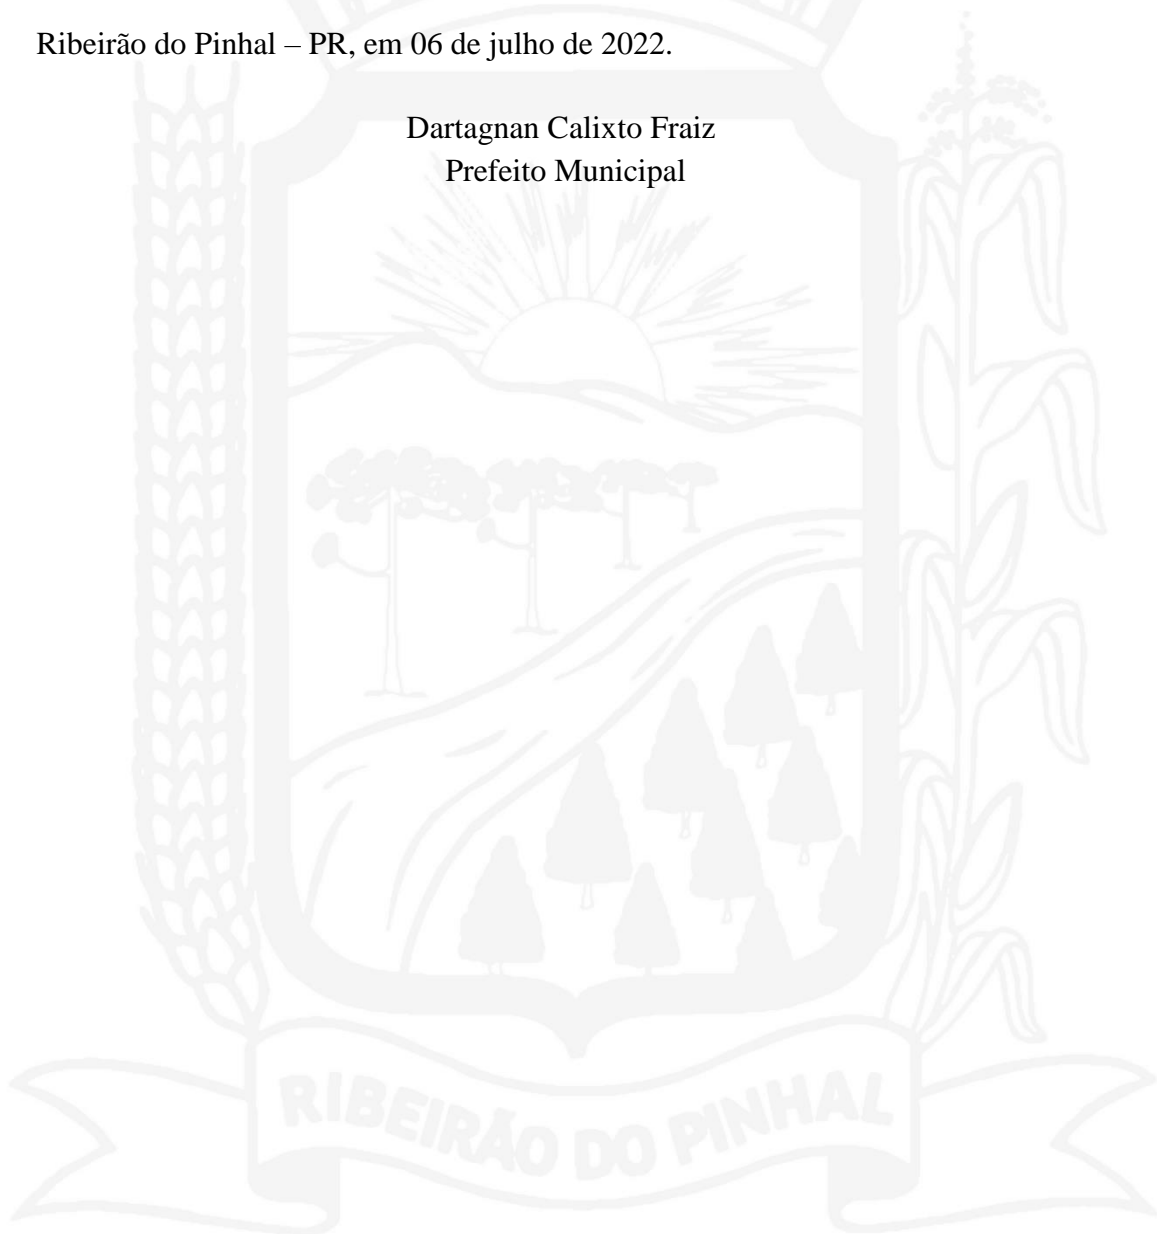 Ribeirão do Pinhal – PR, em 06 de julho de 2022.
Dartagnan Calixto Fraiz
Prefeito Municipal
RIBEIRÃO DO PINHAL